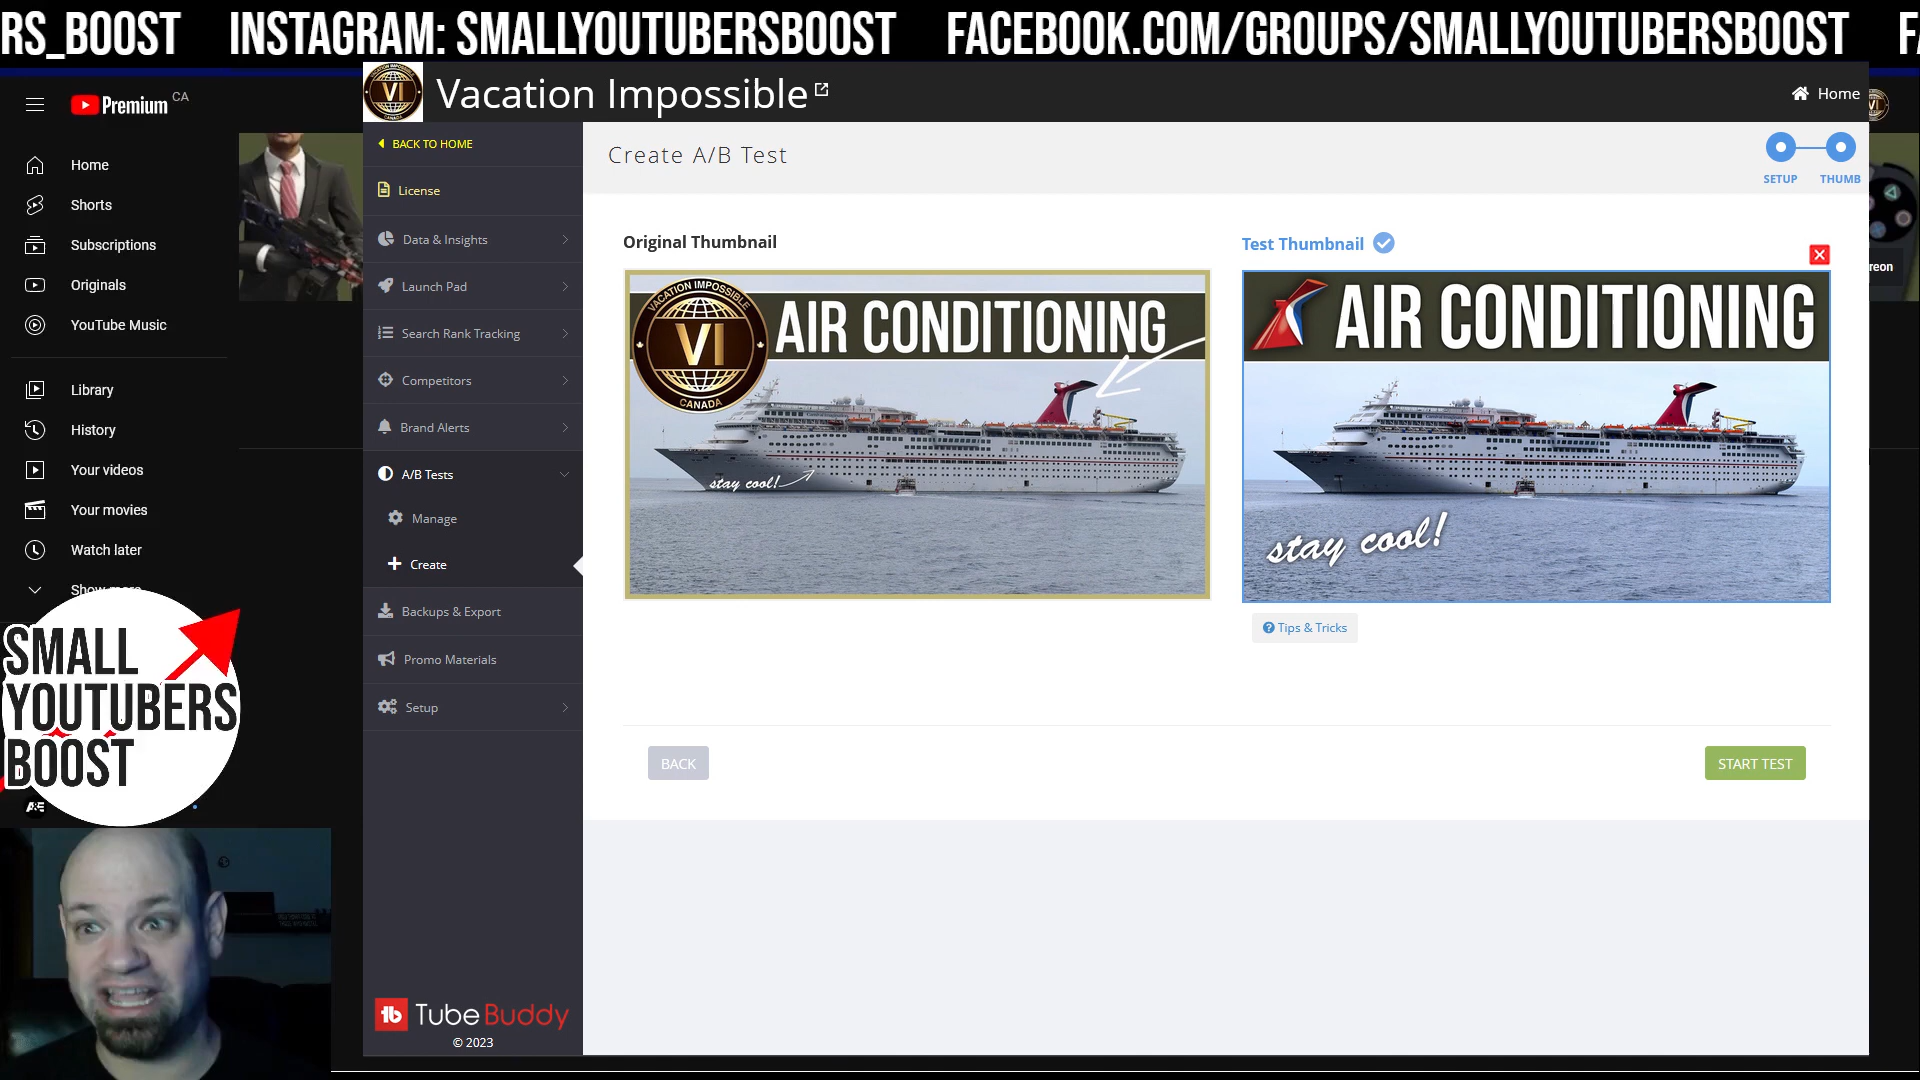 RS_BOOST INSTAGRAM: SMALLYOUTUBERSBOOST FACEBOOK.COM/GROUPS/SMALLYOUTUBERSBOOST
Premium CA
VI
Vacation Impossible
Home
Home
Shorts
Subscriptions
Originals
YouTube Music
Library
History
Your videos
Your movies
Watch later
SMALL
YOUTUBERS
BOOST
BACK TO HOME
License
Data & Insights
Launch Pad
Search Rank Tracking
Competitors
Brand Alerts
A/B Tests
Manage
Create
Backups & Export
Promo Materials
Setup
TubeBuddy
© 2023
Create A/B Test
SETUP
THUMB
Original Thumbnail
VACATION IMPOSSIBLE
VI
CANADA
AIR CONDITIONING
stay cool!
Test Thumbnail
AIR CONDITIONING
stay cool!
Tips & Tricks
BACK
START TEST
reon